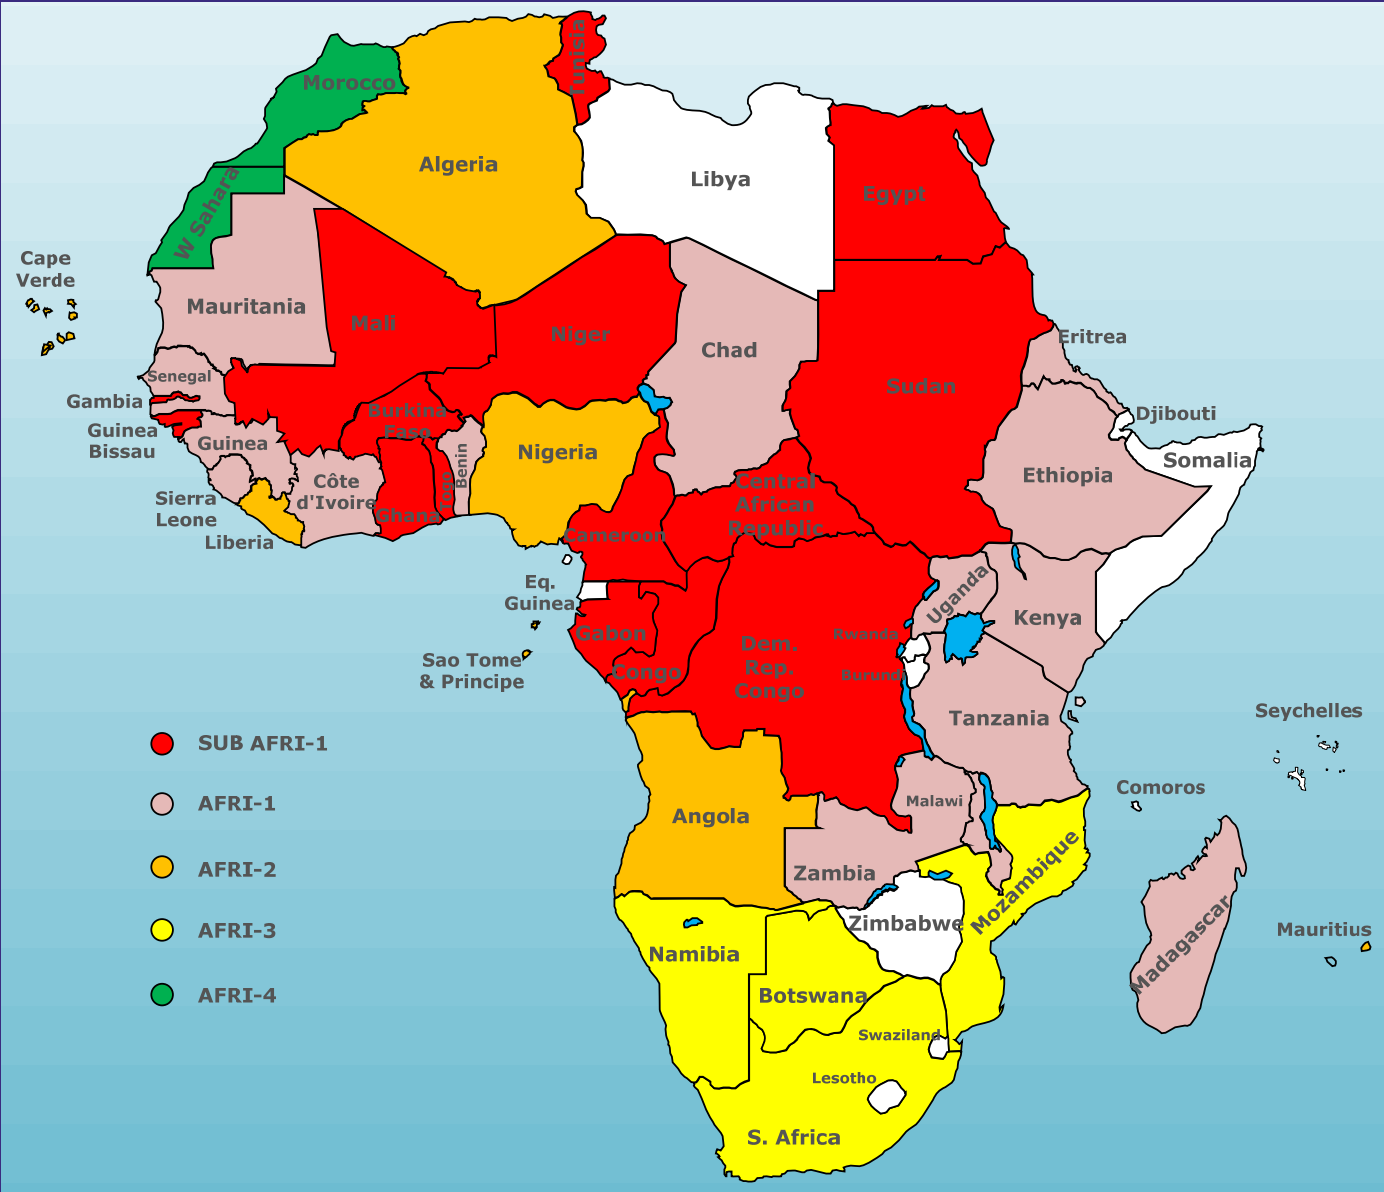 Tunisia
Morocco
Algeria
Libya
Egypt
W Sahara
Cape
Verde
Mauritania
Mali
Niger
Chad
Sudan
Eritrea
Senegal
Gambia
Guinea
Bissau
Guinea
Burkina
Faso
Djibouti
Nigeria
Benin
Togo
Côte
d'Ivoire
Ghana
Sierra
Leone
Liberia
Central
African
Republic
Ethiopia
Somalia
Cameroon
Eq.
Guinea
Uganda
Kenya
Gabon
Congo
Dem.
Rep.
Congo
Rwanda
Burundi
Sao Tome
& Principe
Tanzania
Seychelles
SUB AFRI-1
AFRI-1
AFRI-2
AFRI-3
AFRI-4
Comoros
Malawi
Angola
Zambia
Mozambique
Madagascar
Mauritius
Zimbabwe
Namibia
Botswana
Swaziland
Lesotho
S. Africa